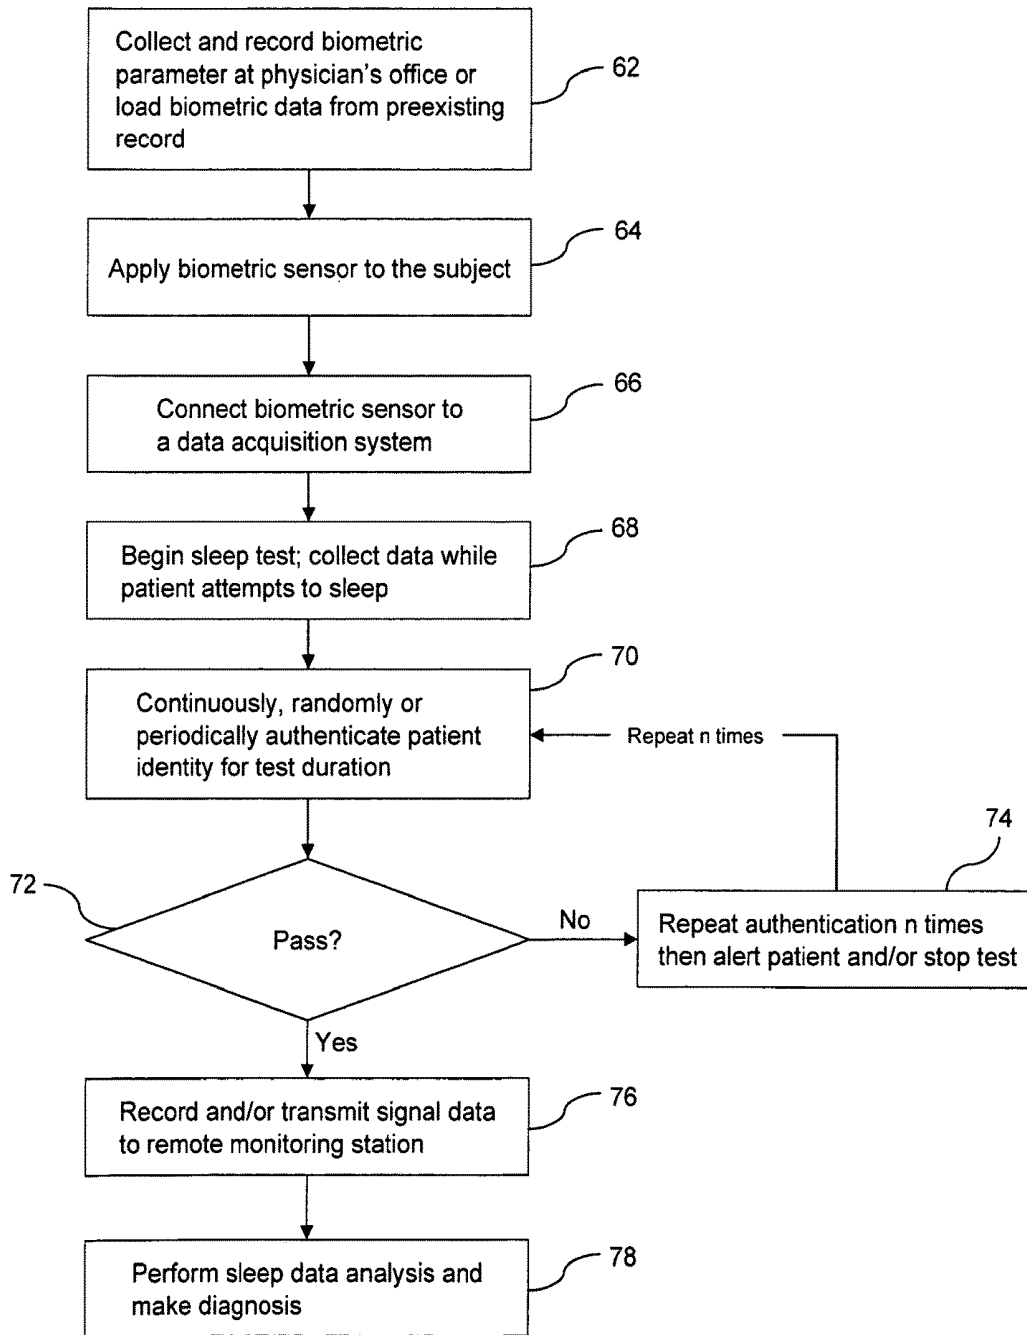 Collect and record biometric
parameter at physician's office or
load biometric data from preexisting
record
62
Apply biometric sensor to the subject
64
Connect biometric sensor to
a data acquisition system
66
Begin sleep test; collect data while
patient attempts to sleep
68
Continuously, randomly or
periodically authenticate patient
identity for test duration
70
Repeat n times
72
Pass?
No
Repeat authentication n times
then alert patient and/or stop test
74
Yes
Record and/or transmit signal data
to remote monitoring station
76
Perform sleep data analysis and
make diagnosis
78